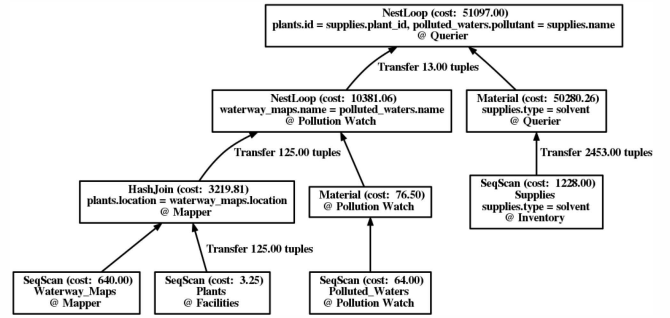 NestLoop (cost:  51097.00)
plants.id = supplies.plant_id, polluted_waters.pollutant = supplies.name
@ Querier
Transfer 13.00 tuples
NestLoop (cost:  10381.06)
waterway_maps.name = polluted_waters.name
@ Pollution Watch
Material (cost:  50280.26)
supplies.type = solvent
@ Querier
Transfer 125.00 tuples
Transfer 2453.00 tuples
HashJoin (cost:  3219.81)
plants.location = waterway_maps.location
@ Mapper
Material (cost:  76.50)
@ Pollution Watch
SeqScan (cost:  1228.00)
Supplies
supplies.type = solvent
@ Inventory
Transfer 125.00 tuples
SeqScan (cost:  640.00)
Waterway_Maps
@ Mapper
SeqScan (cost:  3.25)
Plants
@ Facilities
SeqScan (cost:  64.00)
Polluted_Waters
@ Pollution Watch